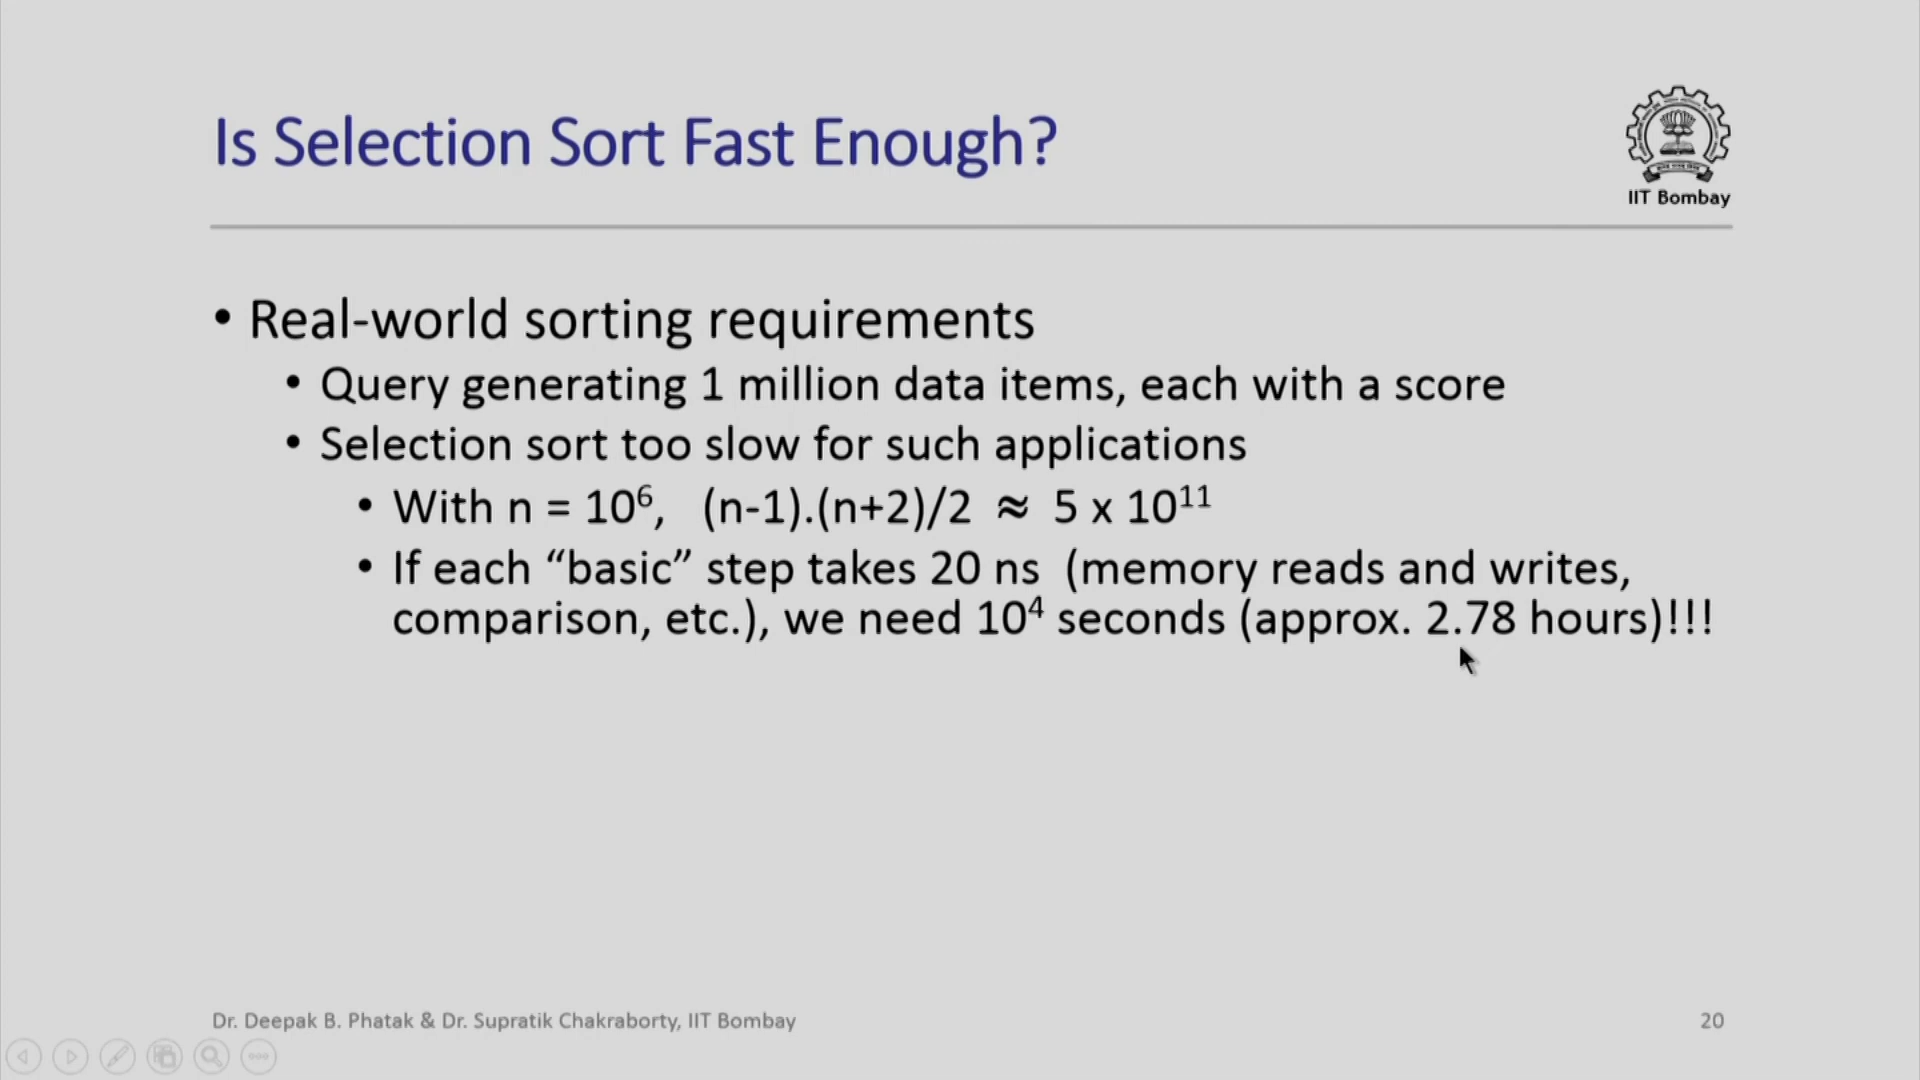 Is Selection Sort Fast Enough?
IIT Bombay
• Real-world sorting requirements
• Query generating 1 million data items, each with a score
• Selection sort too slow for such applications
• With n = 10⁶, (n-1).(n+2)/2 ≈ 5 x 10¹¹
• If each “basic” step takes 20 ns (memory reads and writes,
comparison, etc.), we need 10⁴ seconds (approx. 2.78 hours)!!!
Dr. Deepak B. Phatak & Dr. Supratik Chakraborty, IIT Bombay
20